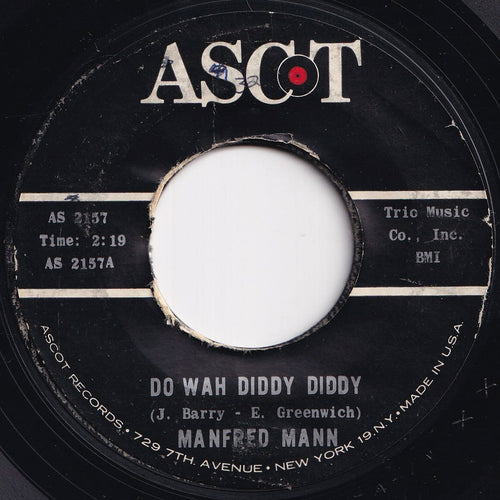 ASCOT
AS 2157
Time: 2:19
AS 2157A
Trio Music
Co., Inc.
BMI
DO WAH DIDDY DIDDY
(J. Barry - E. Greenwich)
MANFRED MANN
ASCOT RECORDS • 729 7TH. AVENUE • NEW YORK 19. N.Y. • MADE IN U.S.A.